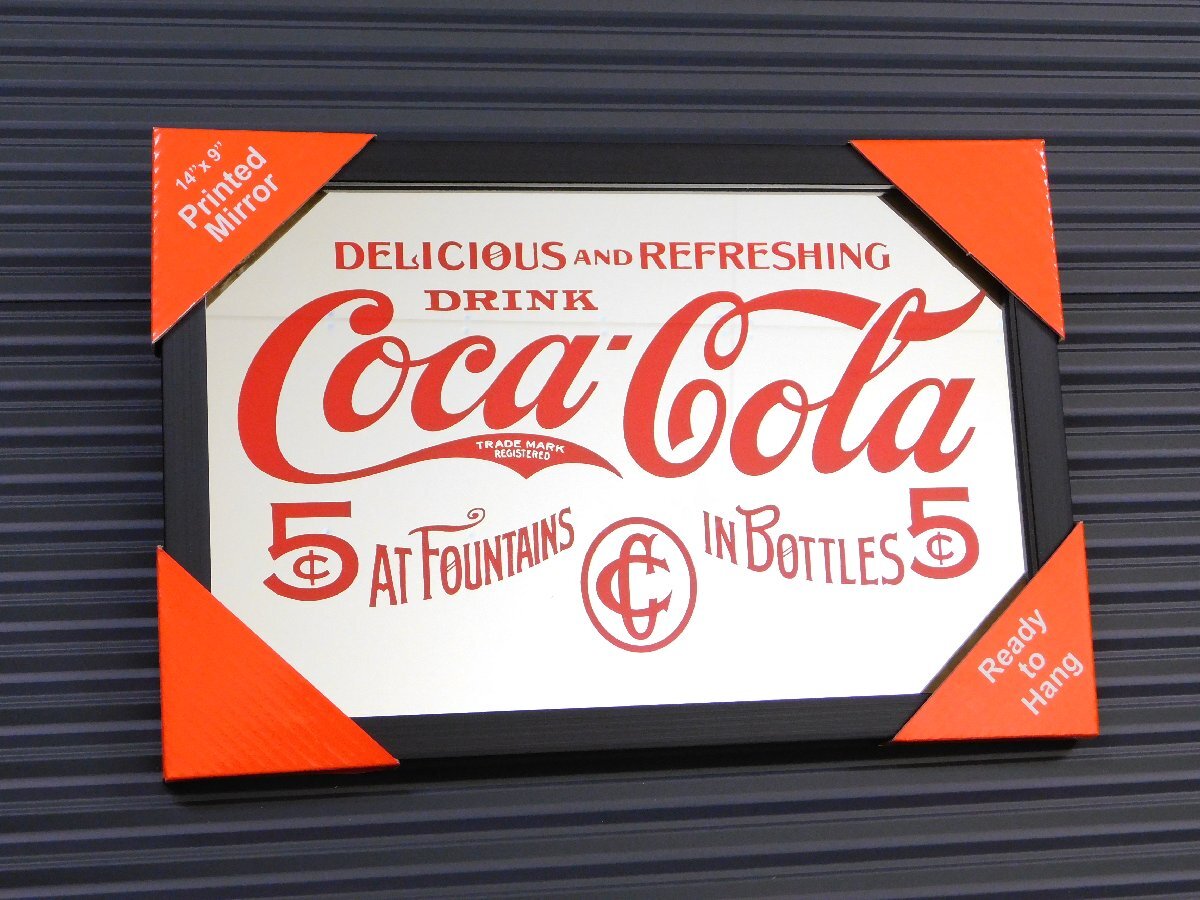 14" x 9"
Printed
Mirror
DELICIOUS AND REFRESHING
DRINK
Coca-Cola
TRADE MARK
REGISTERED
5¢ AT FOUNTAINS CC IN BOTTLES 5¢
Ready
to
Hang